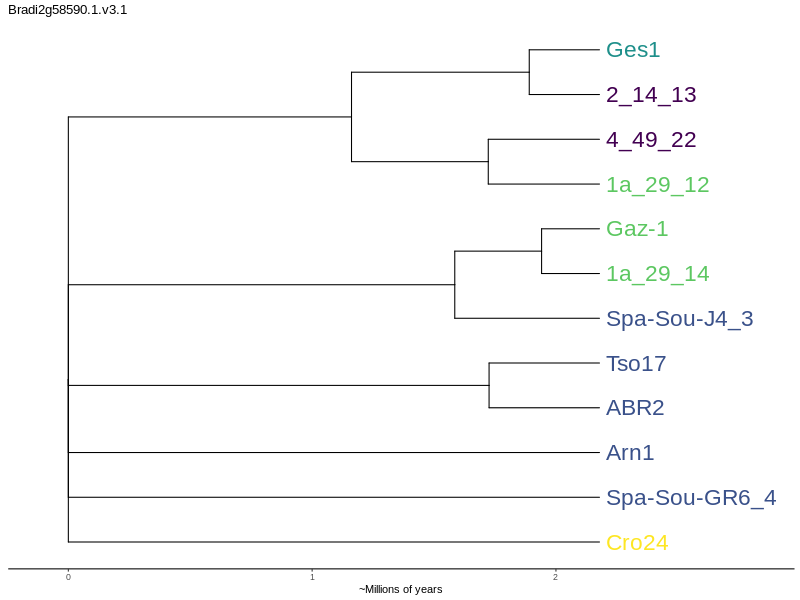 Bradi2g58590.1.v3.1
Ges1
2_14_13
4_49_22
1a_29_12
Gaz-1
1a_29_14
Spa-Sou-J4_3
Tso17
ABR2
Arn1
Spa-Sou-GR6_4
Cro24
0 1 2
~Millions of years